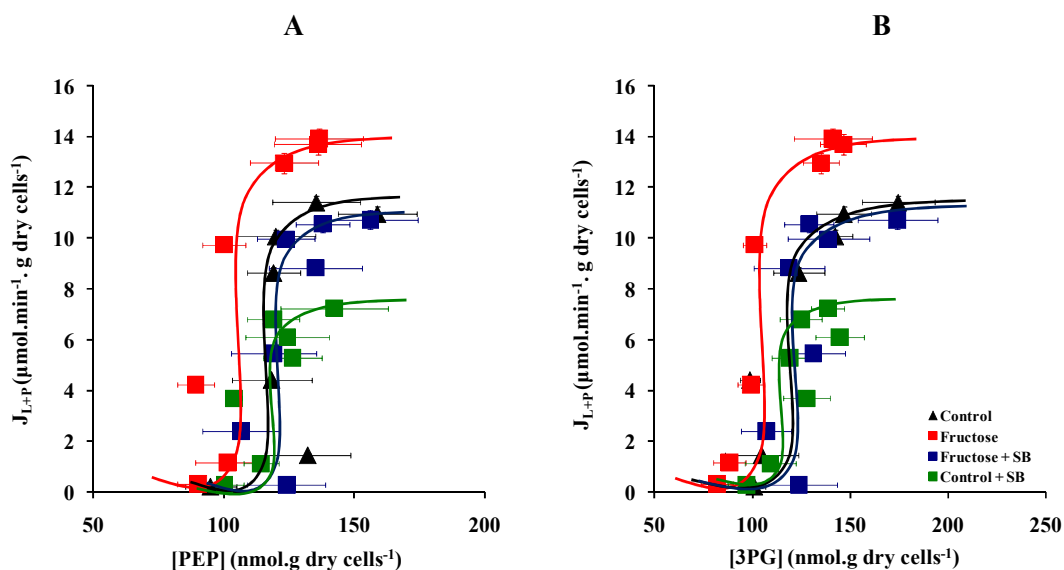 A
B
J_L+P (µmol.min⁻¹. g dry cells⁻¹)
16
14
12
10
8
6
4
2
0
50
100
150
200
[PEP] (nmol.g dry cells⁻¹)
J_L+P (µmol.min⁻¹. g dry cells⁻¹)
16
14
12
10
8
6
4
2
0
50
100
150
200
250
[3PG] (nmol.g dry cells⁻¹)
Control
Fructose
Fructose + SB
Control + SB